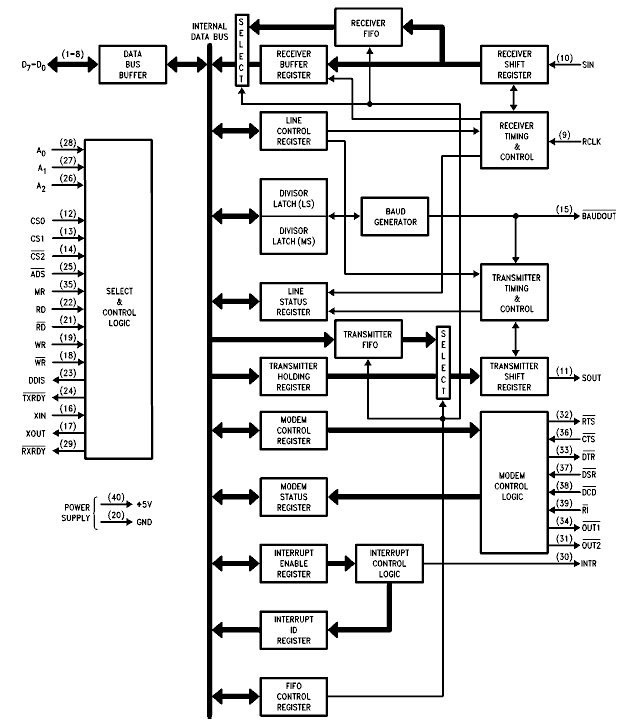 INTERNAL
DATA BUS
SELECT
RECEIVER
FIFO
D7-D0
(1-8)
DATA
BUS
BUFFER
RECEIVER
BUFFER
REGISTER
RECEIVER
SHIFT
REGISTER
(10)
SIN
LINE
CONTROL
REGISTER
RECEIVER
TIMING
&
CONTROL
(9)
RCLK
A0
(28)
A1
(27)
A2
(26)
CS0
(12)
CS1
(13)
CS2
(14)
ADS
(25)
MR
(35)
RD
(22)
RD
(21)
WR
(19)
WR
(18)
DDIS
(23)
TXRDY
(24)
XIN
(16)
XOUT
(17)
RXRDY
(29)
SELECT
&
CONTROL
LOGIC
DIVISOR
LATCH (LS)
DIVISOR
LATCH (MS)
BAUD
GENERATOR
(15)
BAUDOUT
LINE
STATUS
REGISTER
TRANSMITTER
TIMING
&
CONTROL
TRANSMITTER
FIFO
SELECT
TRANSMITTER
HOLDING
REGISTER
TRANSMITTER
SHIFT
REGISTER
(11)
SOUT
MODEM
CONTROL
REGISTER
MODEM
CONTROL
LOGIC
(32)
RTS
(36)
CTS
(33)
DTR
(37)
DSR
(38)
DCD
(39)
RI
(34)
OUT1
(31)
OUT2
MODEM
STATUS
REGISTER
POWER
SUPPLY
(40)
+5V
(20)
GND
INTERRUPT
ENABLE
REGISTER
INTERRUPT
CONTROL
LOGIC
(30)
INTR
INTERRUPT
ID
REGISTER
FIFO
CONTROL
REGISTER